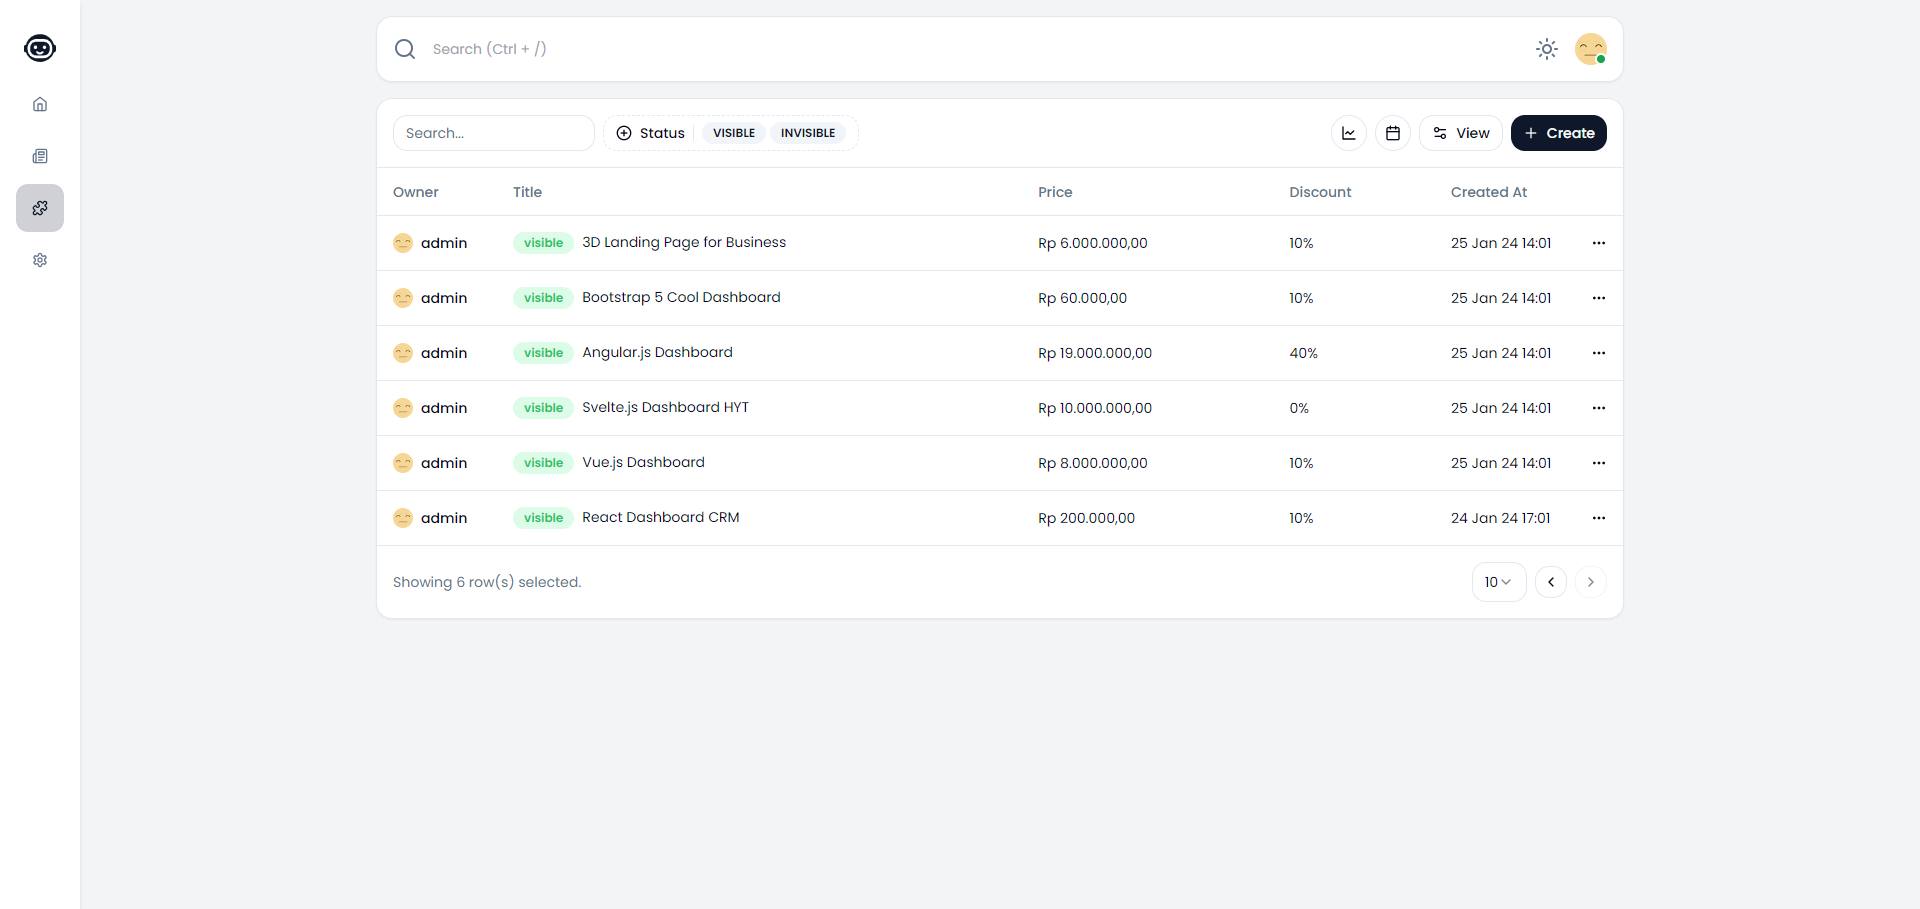 Search (Ctrl + /)
Search...
Status VISIBLE INVISIBLE
View
Create
Owner Title Price Discount Created At
admin visible 3D Landing Page for Business Rp 6.000.000,00 10% 25 Jan 24 14:01
admin visible Bootstrap 5 Cool Dashboard Rp 60.000,00 10% 25 Jan 24 14:01
admin visible Angular.js Dashboard Rp 19.000.000,00 40% 25 Jan 24 14:01
admin visible Svelte.js Dashboard HYT Rp 10.000.000,00 0% 25 Jan 24 14:01
admin visible Vue.js Dashboard Rp 8.000.000,00 10% 25 Jan 24 14:01
admin visible React Dashboard CRM Rp 200.000,00 10% 24 Jan 24 17:01
Showing 6 row(s) selected.
10